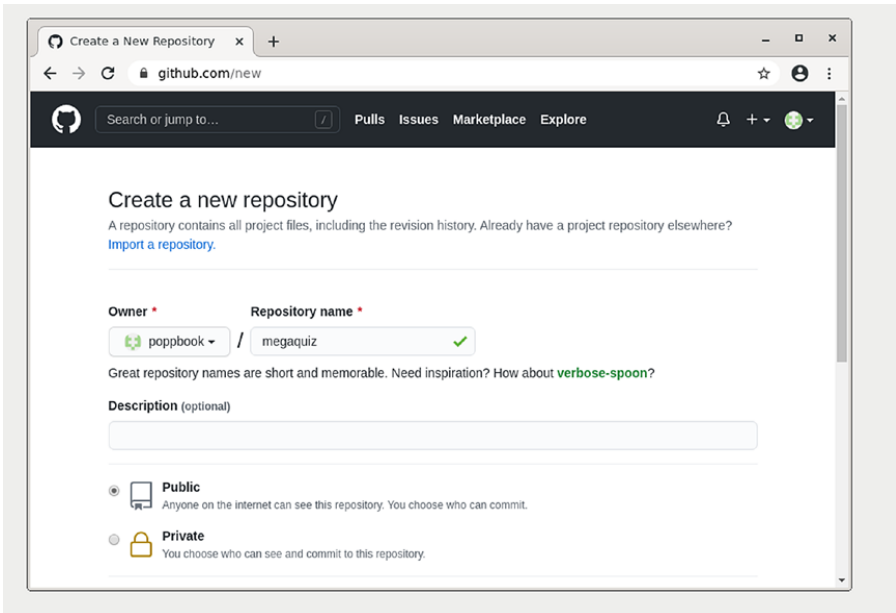 Create a New Repository
github.com/new
Search or jump to... /
Pulls Issues Marketplace Explore
Create a new repository
A repository contains all project files, including the revision history. Already have a project repository elsewhere?
Import a repository.
Owner * Repository name *
poppbook / megaquiz
Great repository names are short and memorable. Need inspiration? How about verbose-spoon?
Description (optional)
Public
Anyone on the internet can see this repository. You choose who can commit.
Private
You choose who can see and commit to this repository.